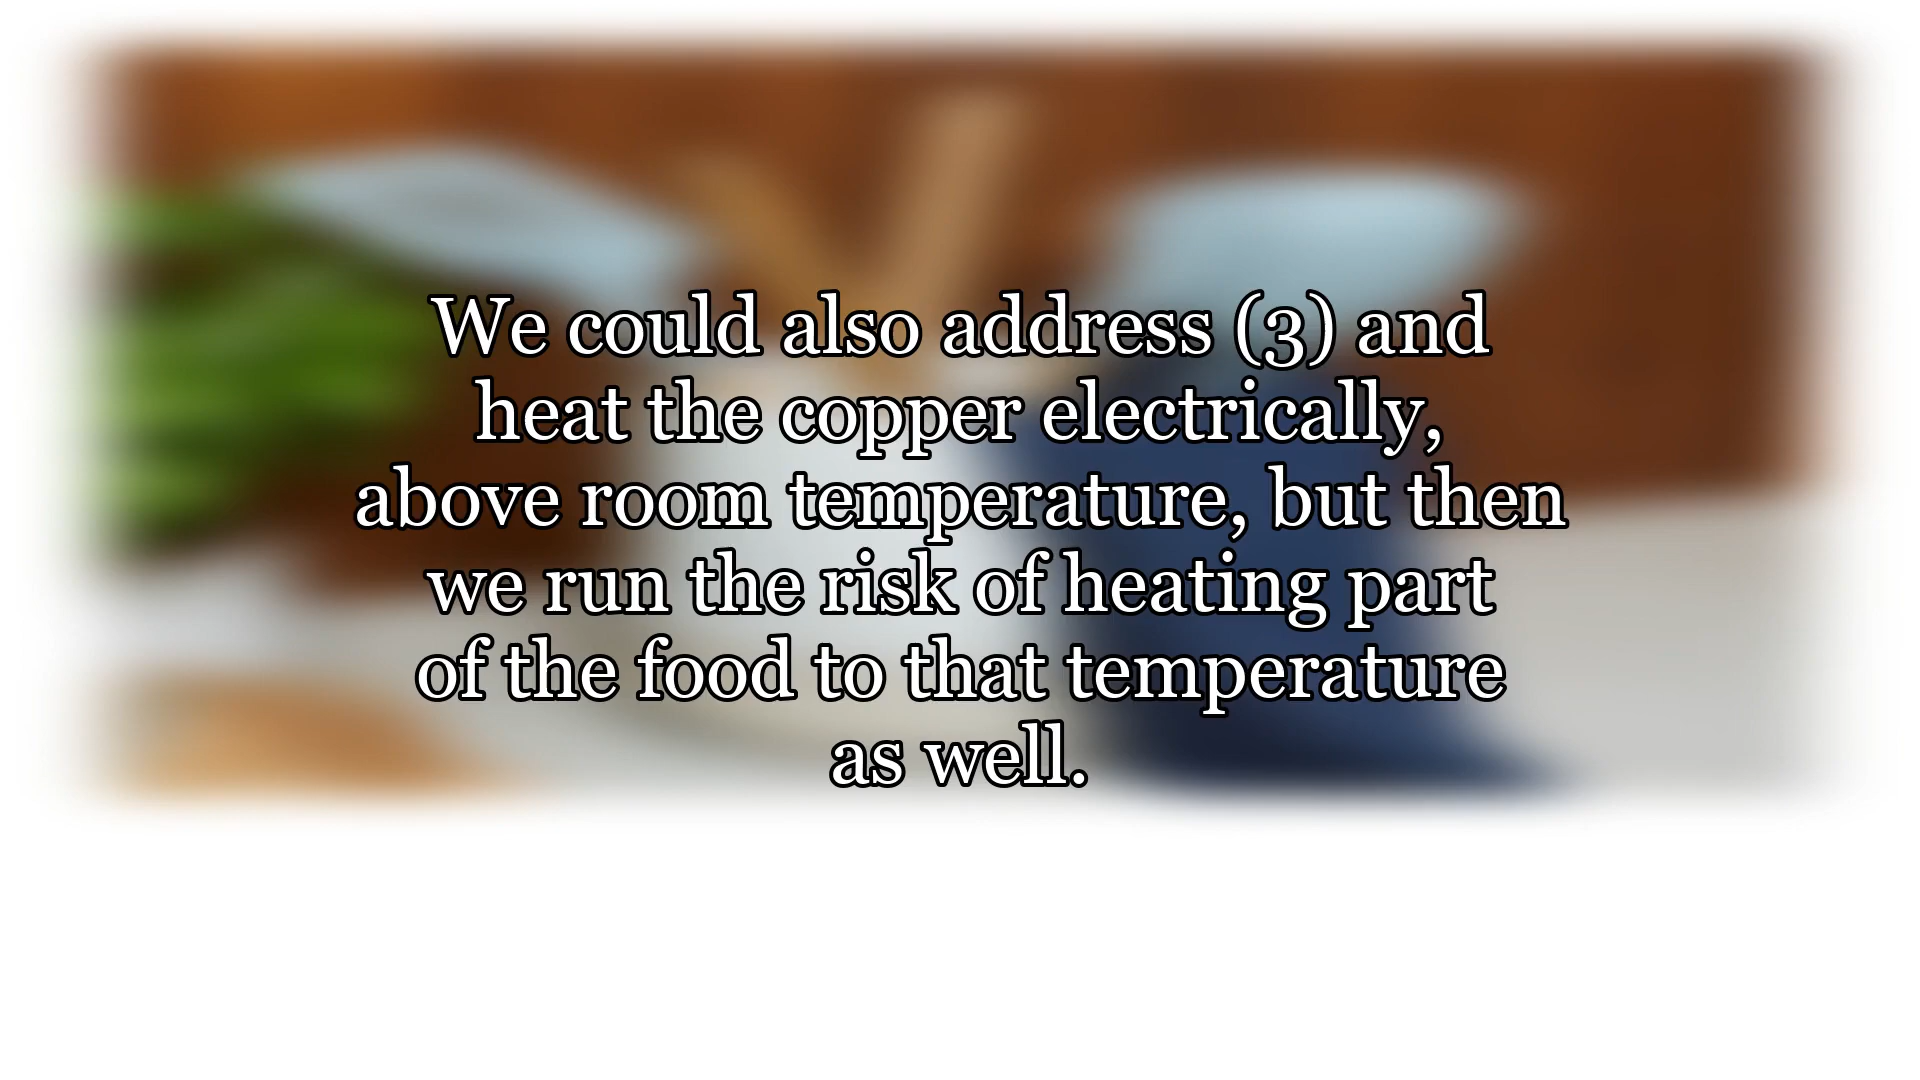 We could also address (3) and
heat the copper electrically,
above room temperature, but then
we run the risk of heating part
of the food to that temperature
as well.